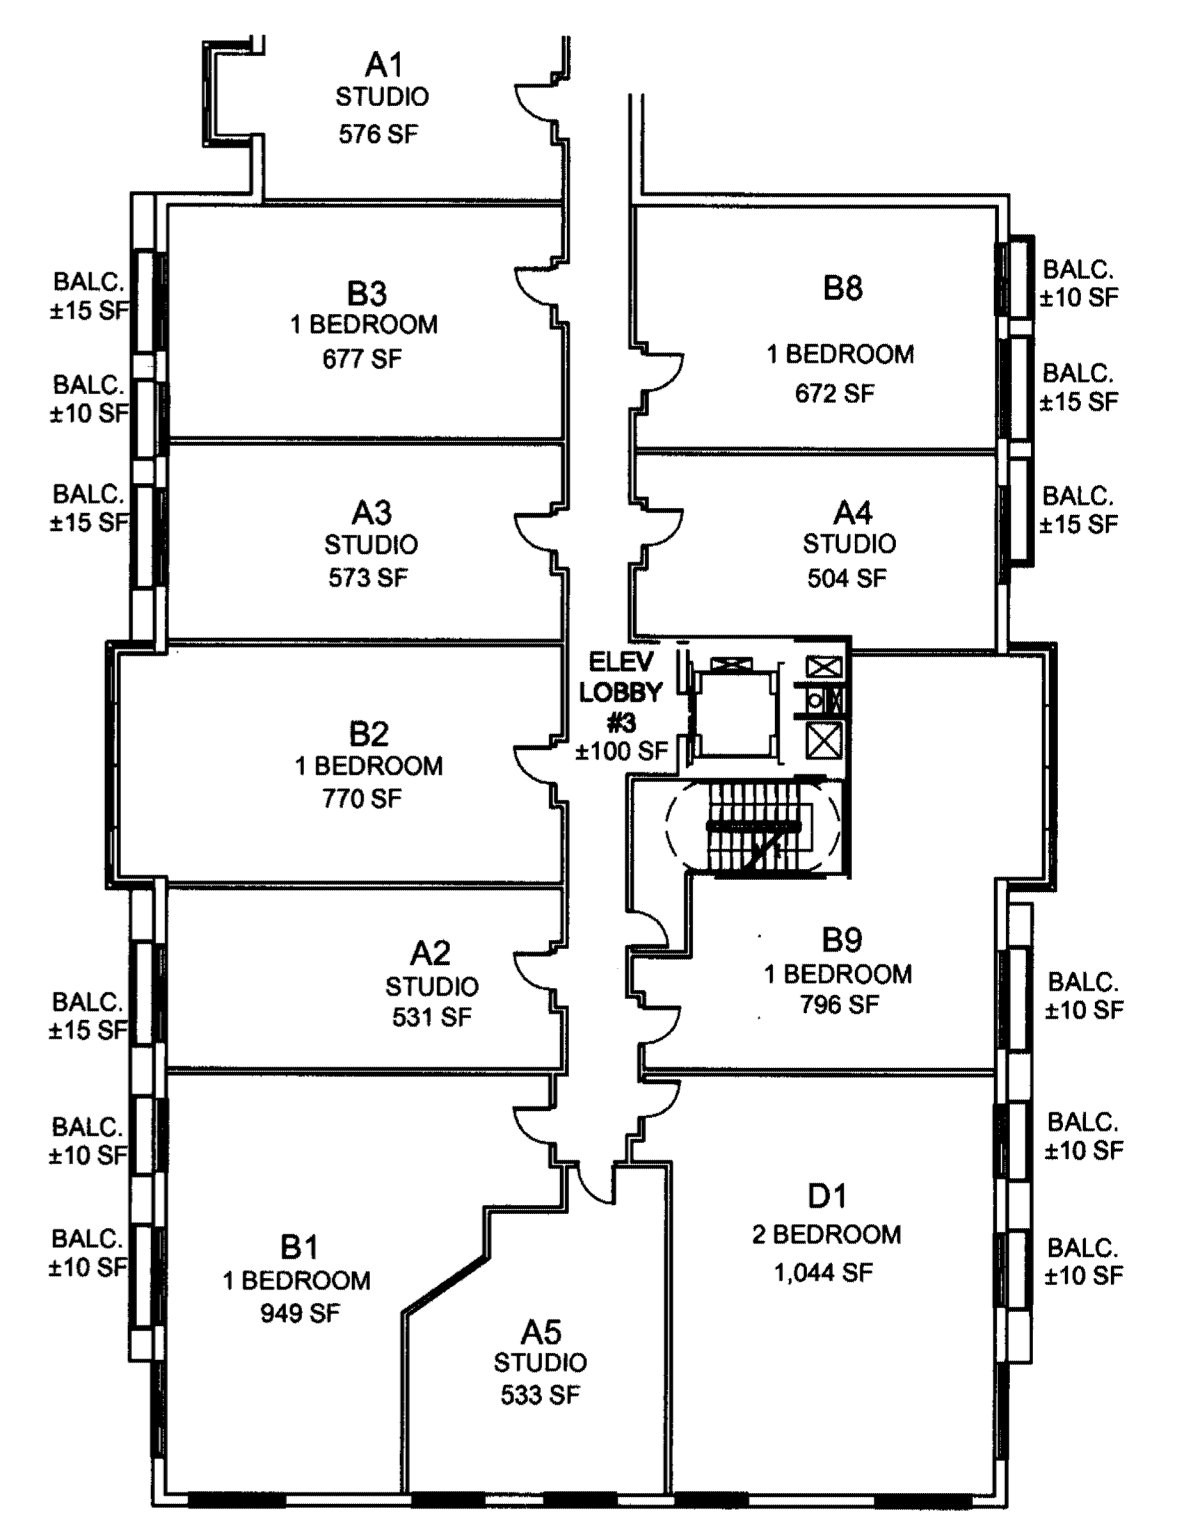 A1
STUDIO
576 SF
BALC.
±15 SF
B3
1 BEDROOM
677 SF
B8
1 BEDROOM
672 SF
BALC.
±10 SF
BALC.
±10 SF
BALC.
±15 SF
BALC.
±15 SF
A3
STUDIO
573 SF
A4
STUDIO
504 SF
BALC.
±15 SF
ELEV
LOBBY
#3
±100 SF
B2
1 BEDROOM
770 SF
A2
STUDIO
531 SF
B9
1 BEDROOM
796 SF
BALC.
±15 SF
BALC.
±10 SF
BALC.
±10 SF
BALC.
±10 SF
D1
2 BEDROOM
1,044 SF
BALC.
±10 SF
B1
1 BEDROOM
949 SF
BALC.
±10 SF
A5
STUDIO
533 SF